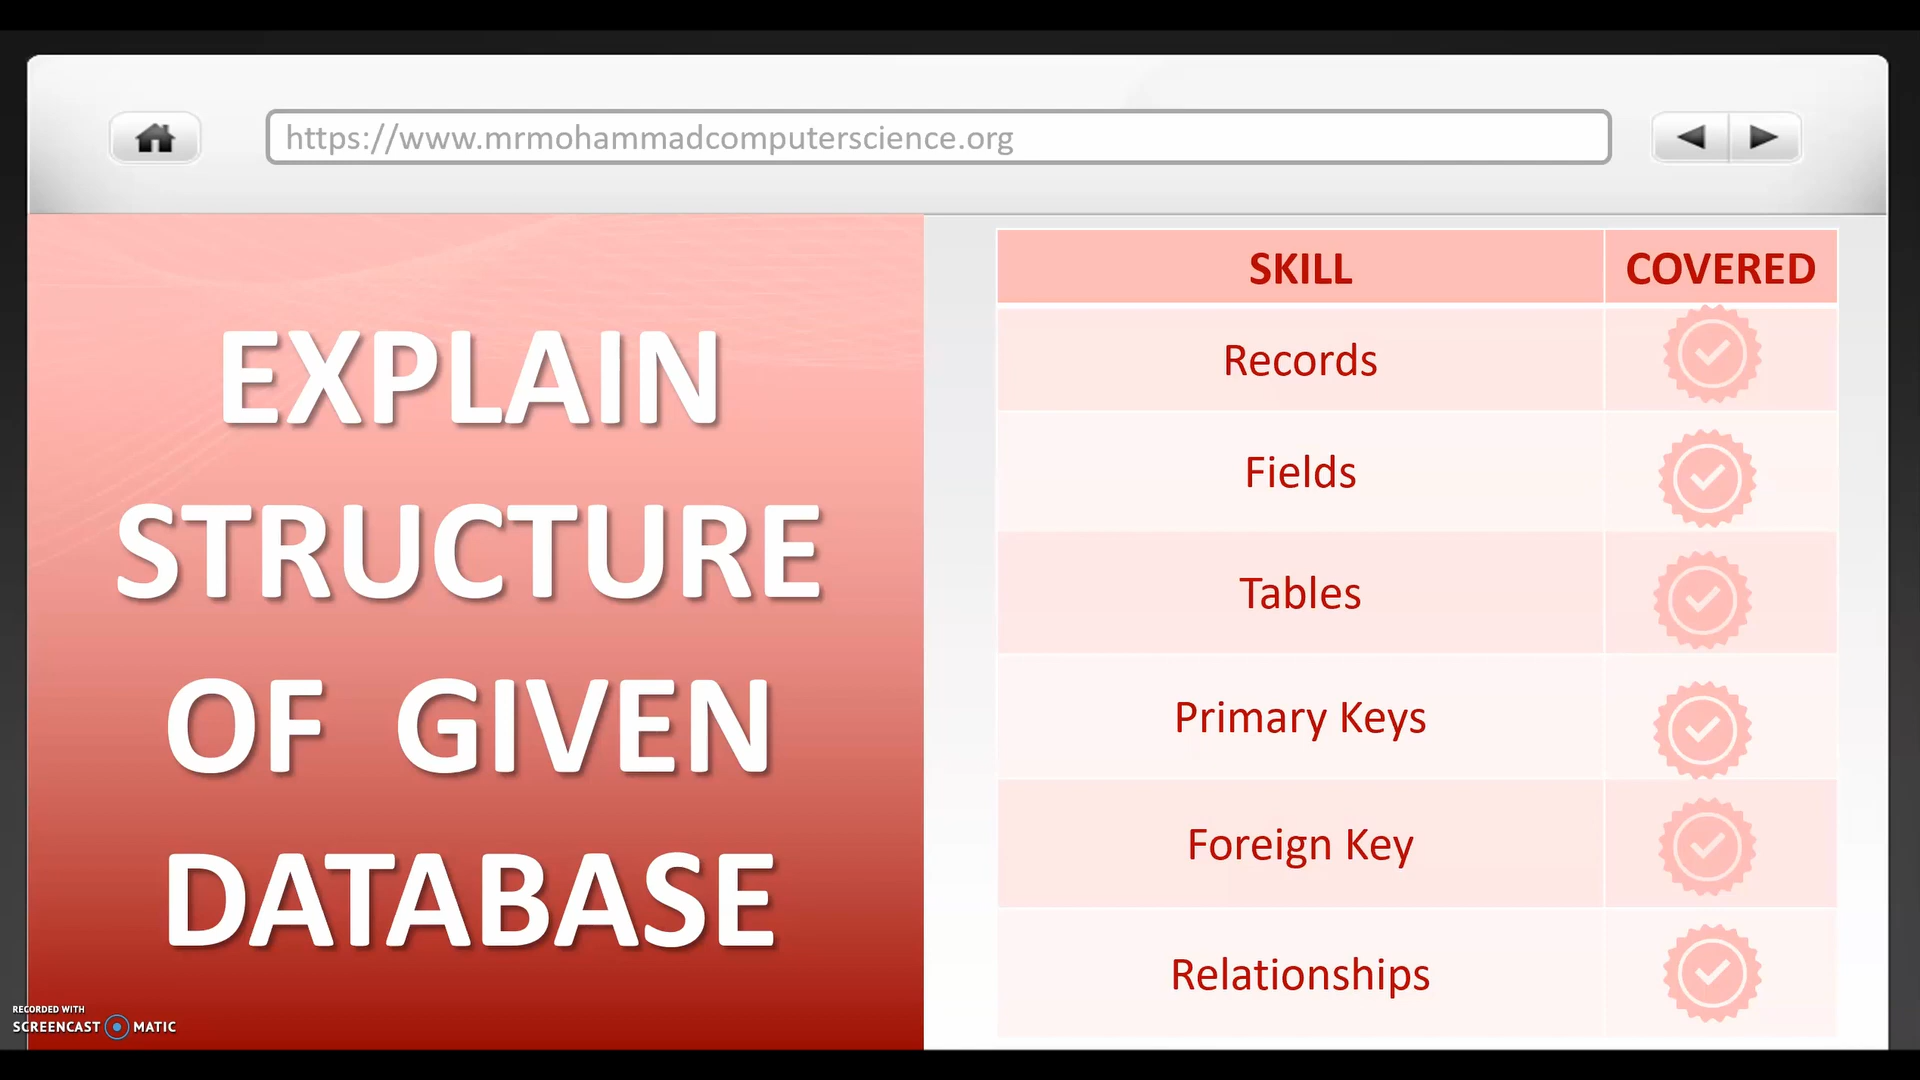 https://www.mrmohammadcomputerscience.org
EXPLAIN
STRUCTURE
OF GIVEN
DATABASE
SKILL COVERED
Records
Fields
Tables
Primary Keys
Foreign Key
Relationships
RECORDED WITH
SCREENCAST MATIC